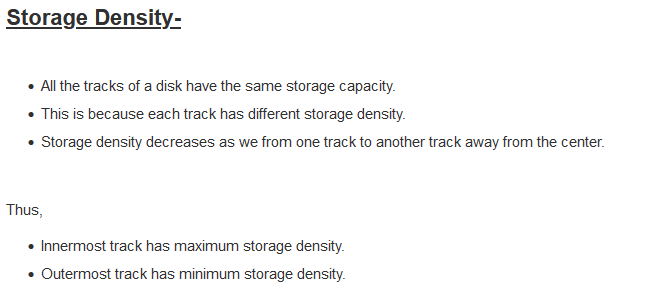 Storage Density-
• All the tracks of a disk have the same storage capacity.
• This is because each track has different storage density.
• Storage density decreases as we from one track to another track away from the center.
Thus,
• Innermost track has maximum storage density.
• Outermost track has minimum storage density.